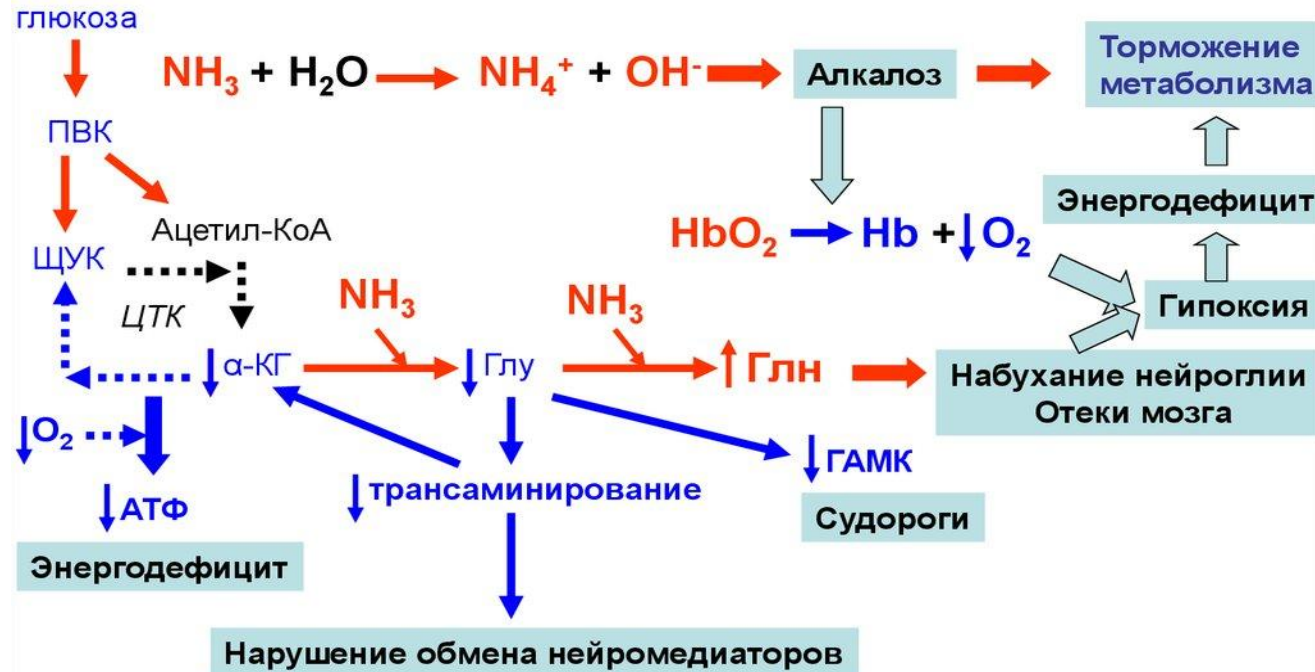 глюкоза
NH₃ + H₂O → NH₄⁺ + OH⁻
Алкалоз
Торможение
метаболизма
ПВК
Энергодефицит
Ацетил-КоА
HbO₂ → Hb + ↓O₂
ЩУК
ЦТК
NH₃
NH₃
Гипоксия
↓ α-КГ
↓ Глу
↑ Глн
Набухание нейроглии
Отеки мозга
↓O₂
↓ ГАМК
↓трансаминирование
↓АТФ
Судороги
Энергодефицит
Нарушение обмена нейромедиаторов